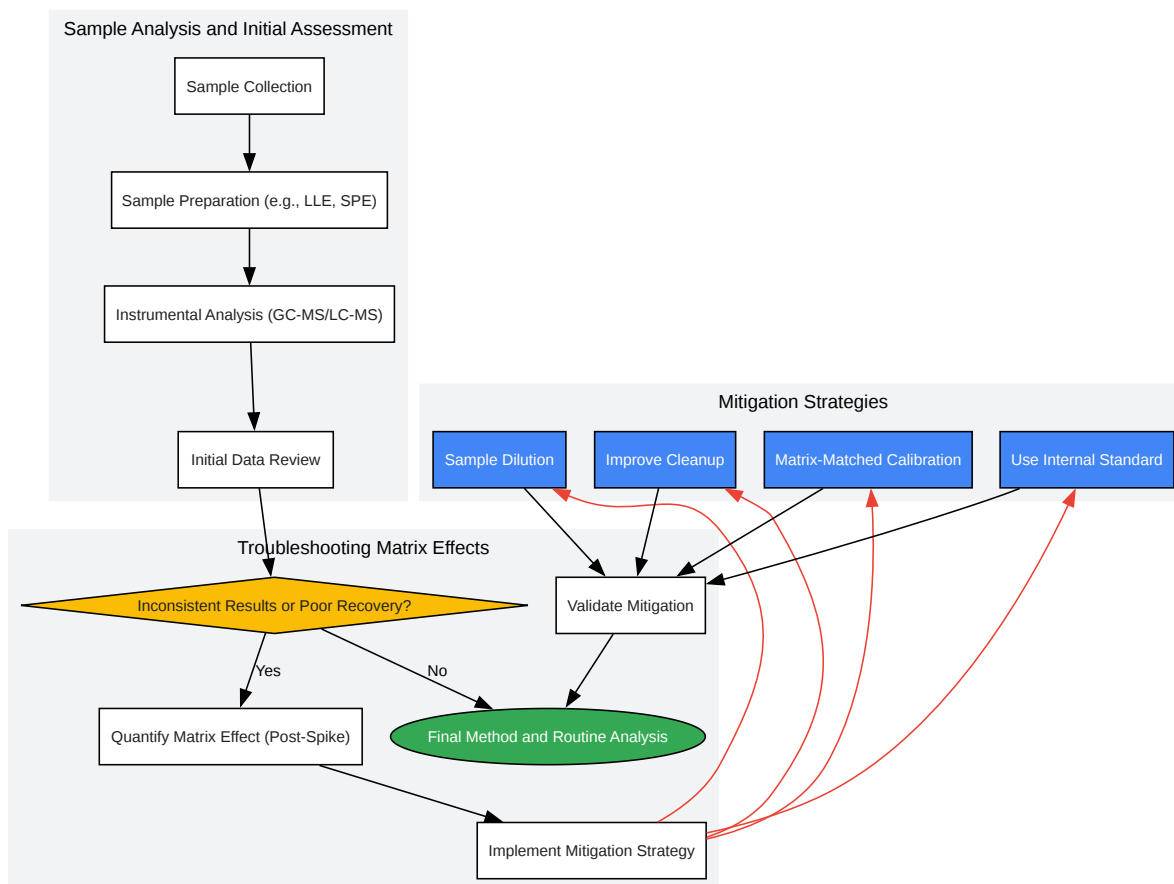 Sample Analysis and Initial Assessment
Sample Collection
Sample Preparation (e.g., LLE, SPE)
Instrumental Analysis (GC-MS/LC-MS)
Initial Data Review
Mitigation Strategies
Sample Dilution
Improve Cleanup
Matrix-Matched Calibration
Use Internal Standard
Troubleshooting Matrix Effects
Inconsistent Results or Poor Recovery?
Validate Mitigation
Yes
No
Quantify Matrix Effect (Post-Spike)
Final Method and Routine Analysis
Implement Mitigation Strategy